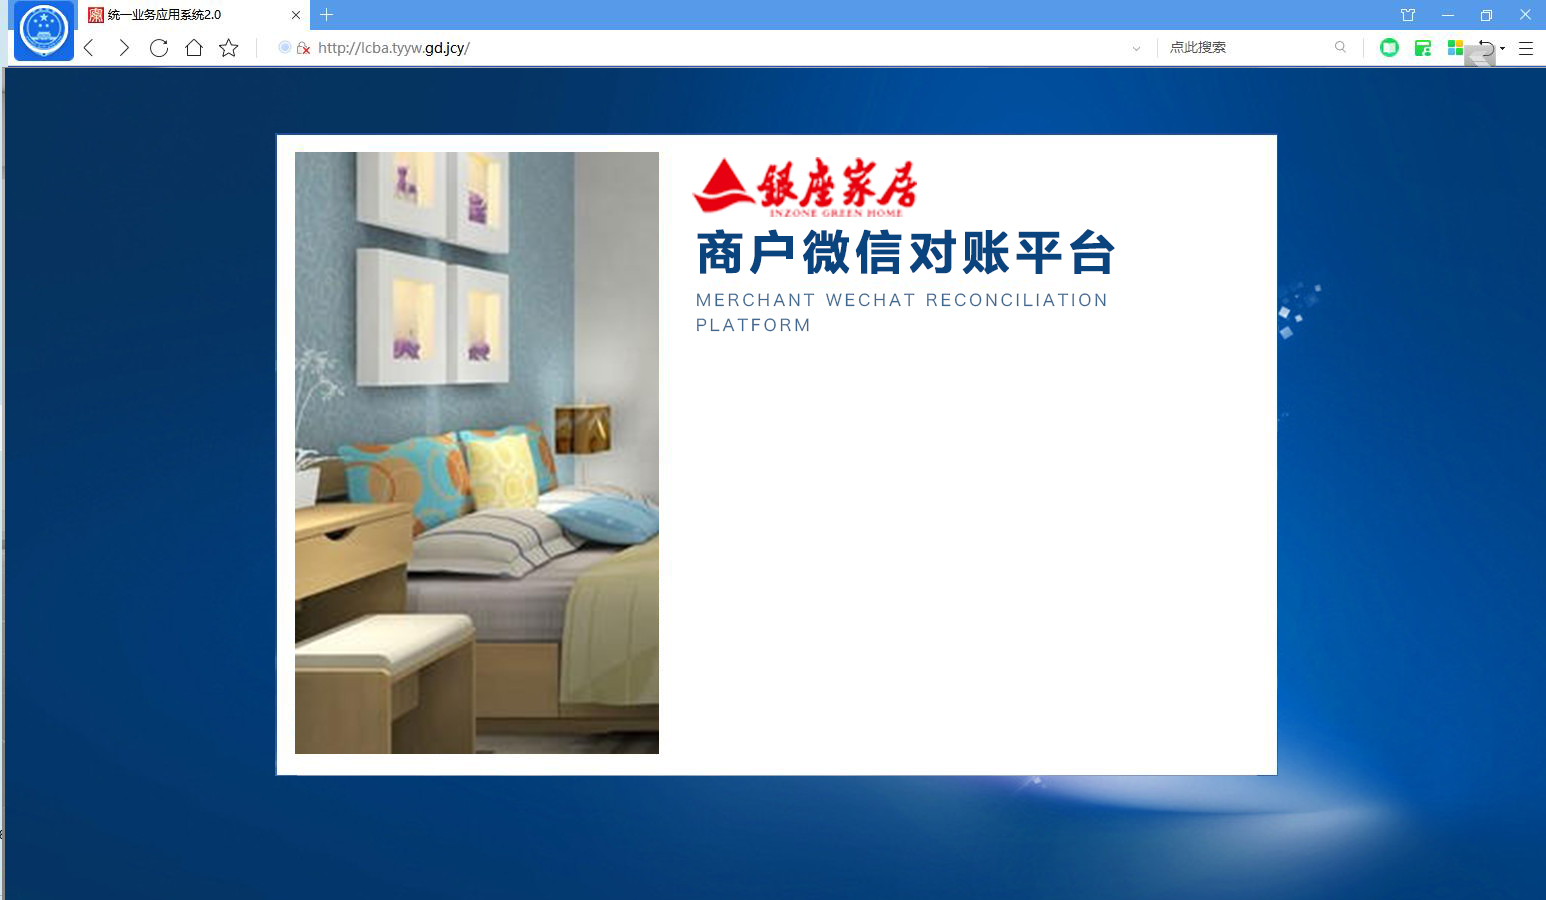 统一业务应用系统2.0
http://lcba.tyyw.gd.jcy/
点此搜索
銀座家居
INZONE GREEN HOME
商户微信对账平台
MERCHANT WECHAT RECONCILIATION
PLATFORM